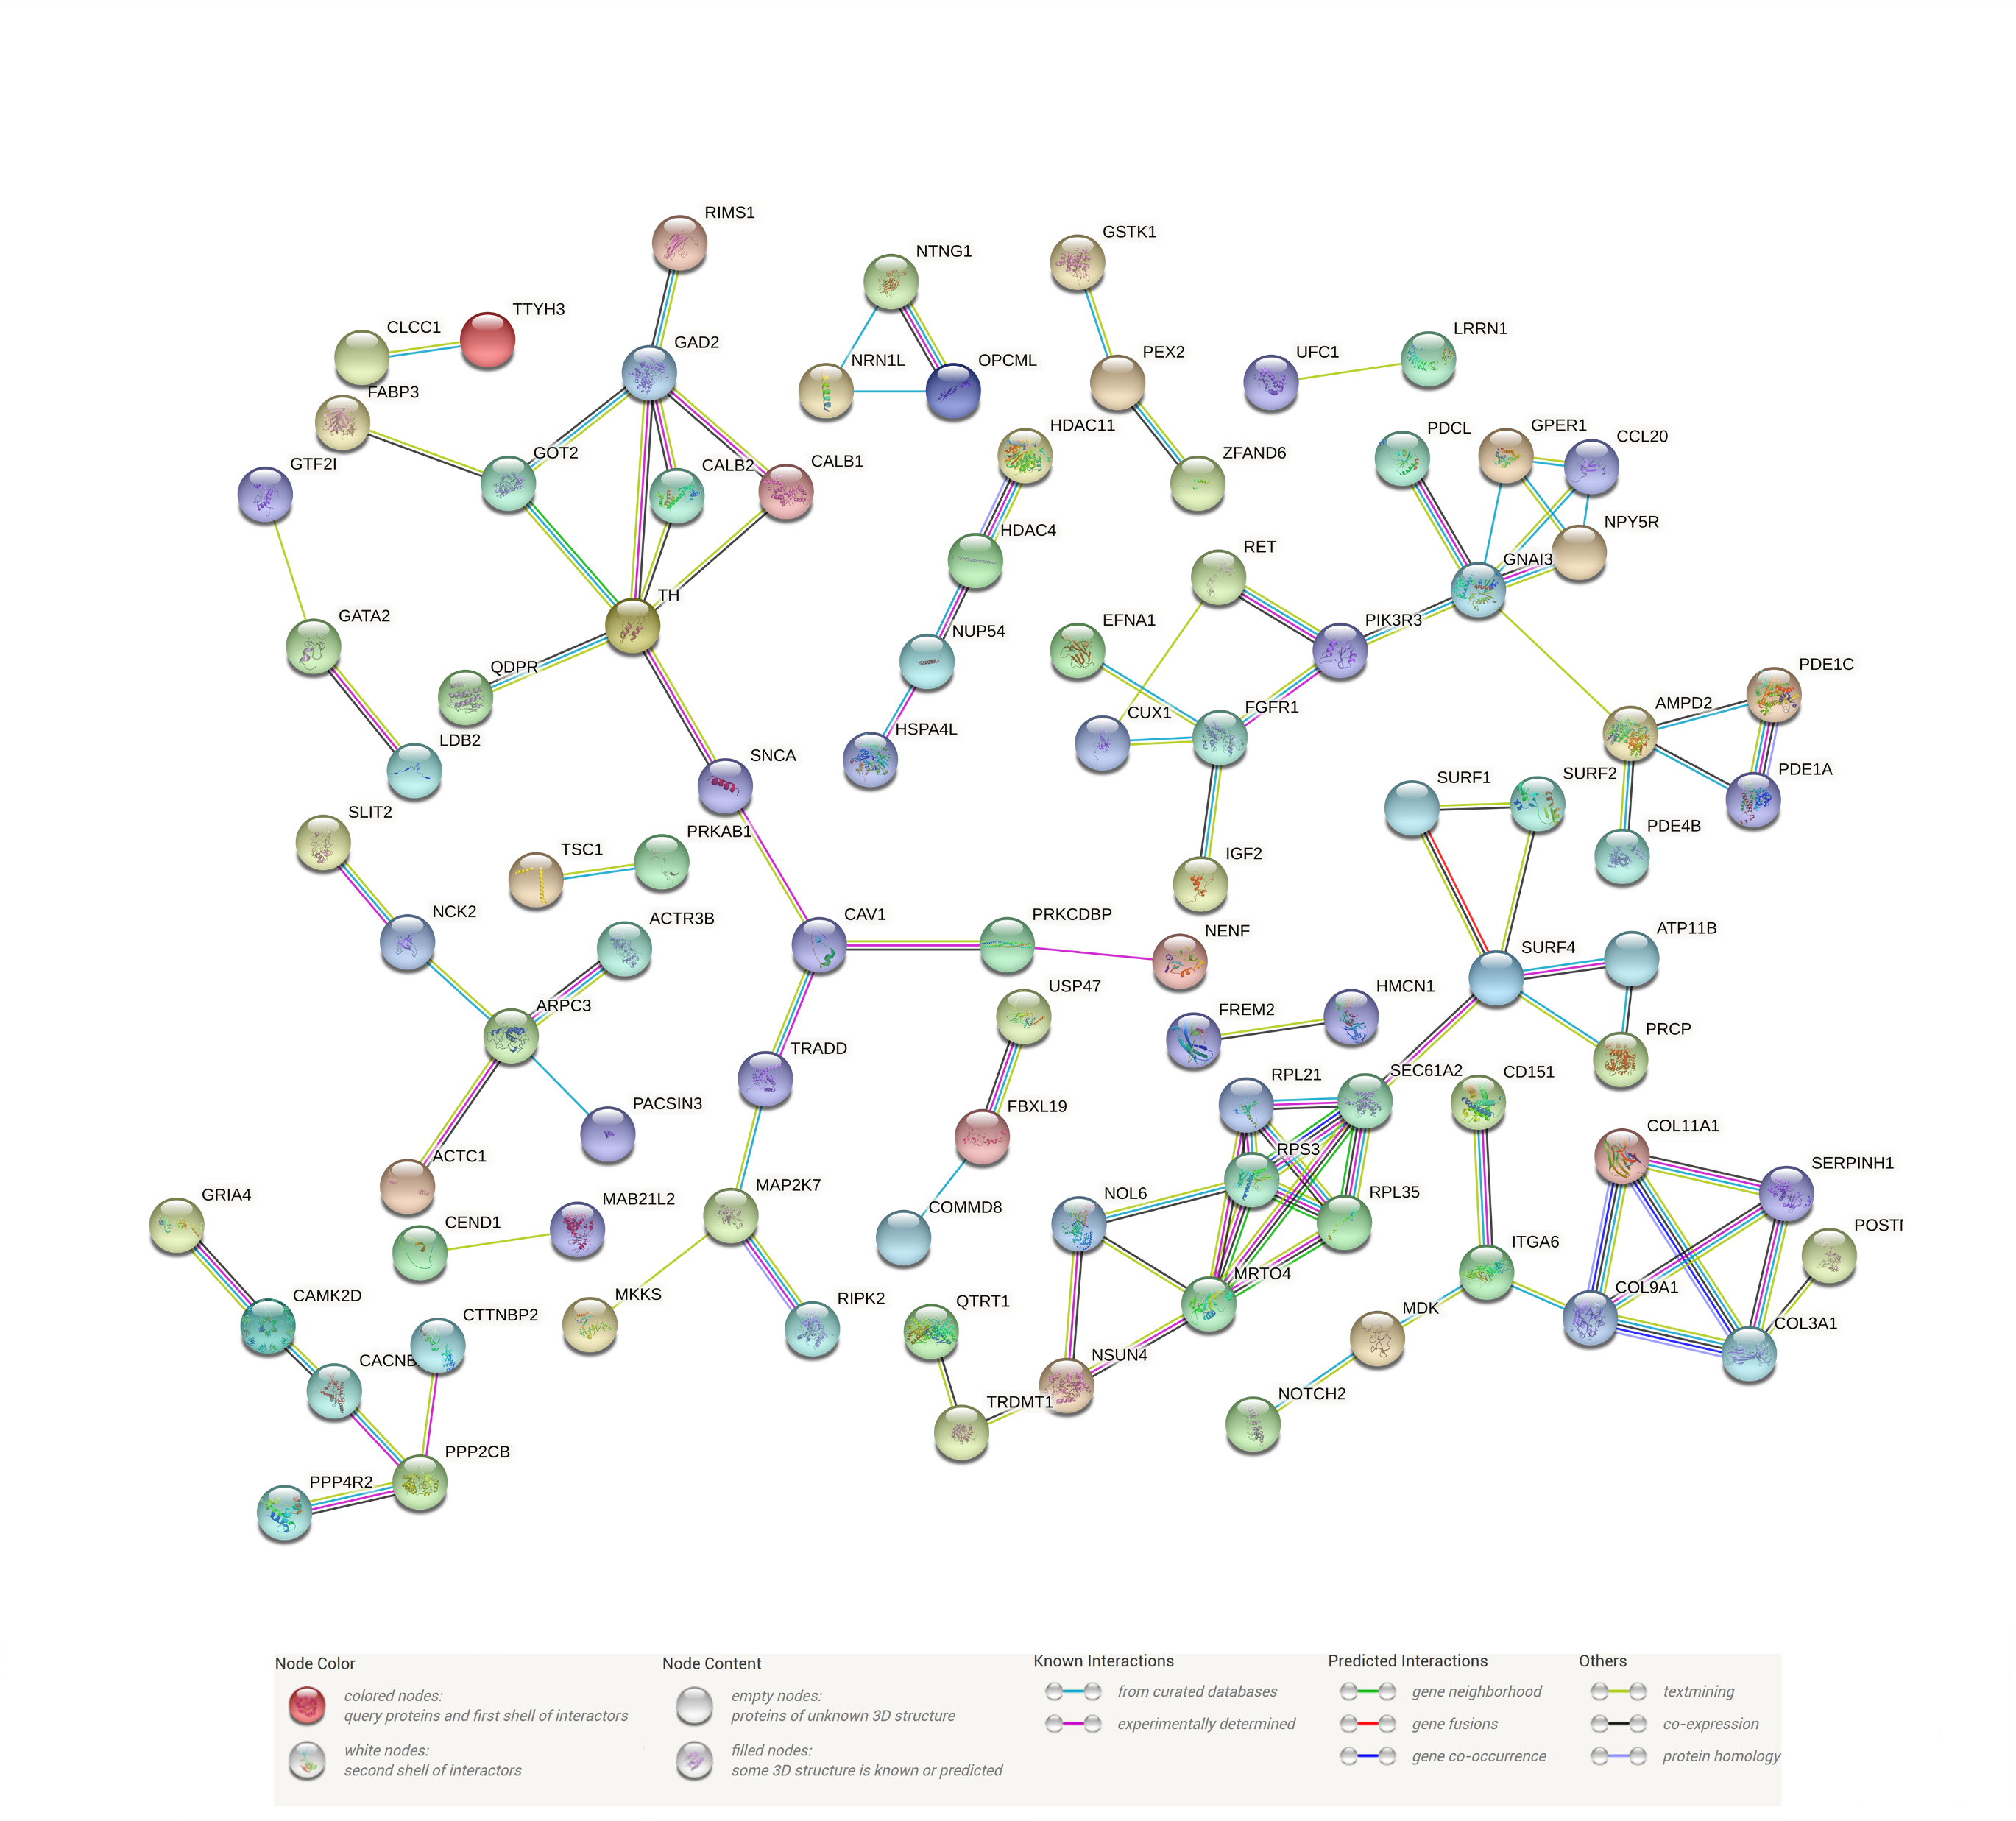 RIMS1
NTNG1
GSTK1
TTYH3
CLCC1
GAD2
NRN1L
OPCML
PEX2
UFC1
LRRN1
FABP3
HDAC11
PDCL
GPER1
CCL20
GOT2
CALB2
CALB1
ZFAND6
GTF2I
HDAC4
NPY5R
RET
GNAI3
TH
GATA2
NUP54
EFNA1
PIK3R3
QDPR
PDE1C
LDB2
HSPA4L
CUX1
FGFR1
AMPD2
SNCA
SURF1
SURF2
PDE1A
SLIT2
PRKAB1
TSC1
IGF2
PDE4B
NCK2
ACTR3B
CAV1
PRKCDBP
NENF
SURF4
ATP11B
ARPC3
USP47
FREM2
HMCN1
PRCP
TRADD
RPL21
SEC61A2
CD151
PACSIN3
FBXL19
COL11A1
ACTC1
RPS3
SERPINH1
GRIA4
CEND1
MAB21L2
MAP2K7
COMMD8
NOL6
RPL35
POSTI
ITGA6
CAMK2D
CTTNBP2
MKKS
RIPK2
QTRT1
MRTO4
MDK
COL9A1
COL3A1
CACNB
NSUN4
TRDMT1
NOTCH2
PPP2CB
PPP4R2
Node Color
colored nodes:
query proteins and first shell of interactors
white nodes:
second shell of interactors
Node Content
empty nodes:
proteins of unknown 3D structure
filled nodes:
some 3D structure is known or predicted
Known Interactions
from curated databases
experimentally determined
Predicted Interactions
gene neighborhood
gene fusions
gene co-occurrence
Others
textmining
co-expression
protein homology